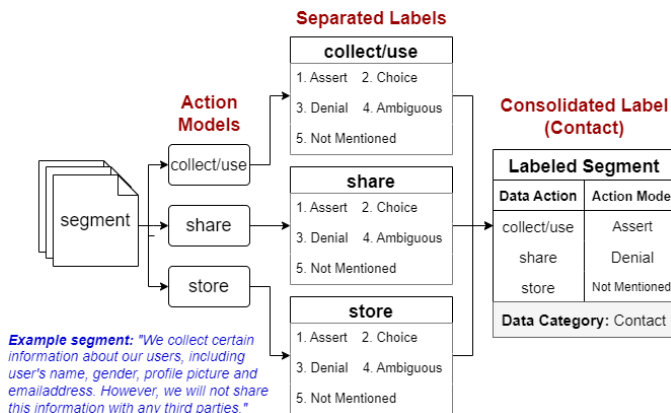 Separated Labels
collect/use
1. Assert 2. Choice
3. Denial 4. Ambiguous
5. Not Mentioned
Action
Models
collect/use
share
store
segment
share
1. Assert 2. Choice
3. Denial 4. Ambiguous
5. Not Mentioned
store
1. Assert 2. Choice
3. Denial 4. Ambiguous
5. Not Mentioned
Consolidated Label
(Contact)
Labeled Segment
Data Action Action Mode
collect/use Assert
share Denial
store Not Mentioned
Data Category: Contact
Example segment: "We collect certain
information about our users, including
user's name, gender, profile picture and
emailaddress. However, we will not share
this information with any third parties."